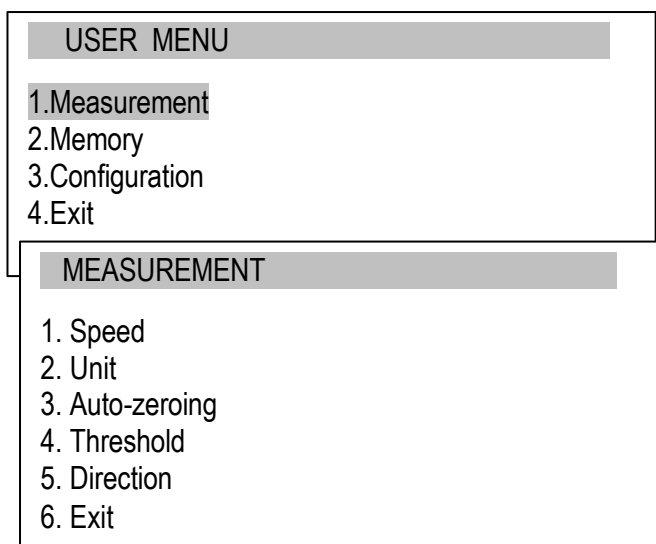 USER MENU
1.Measurement
2.Memory
3.Configuration
4.Exit
MEASUREMENT
1. Speed
2. Unit
3. Auto-zeroing
4. Threshold
5. Direction
6. Exit